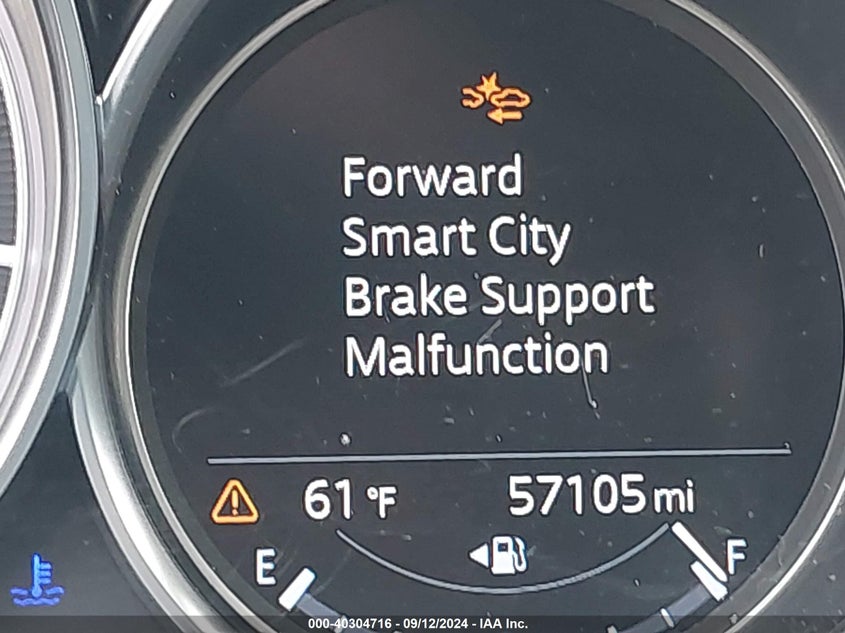 Forward
Smart City
Brake Support
Malfunction
61 °F 57105 mi
E F
000-40304716 - 09/12/2024 - IAA Inc.